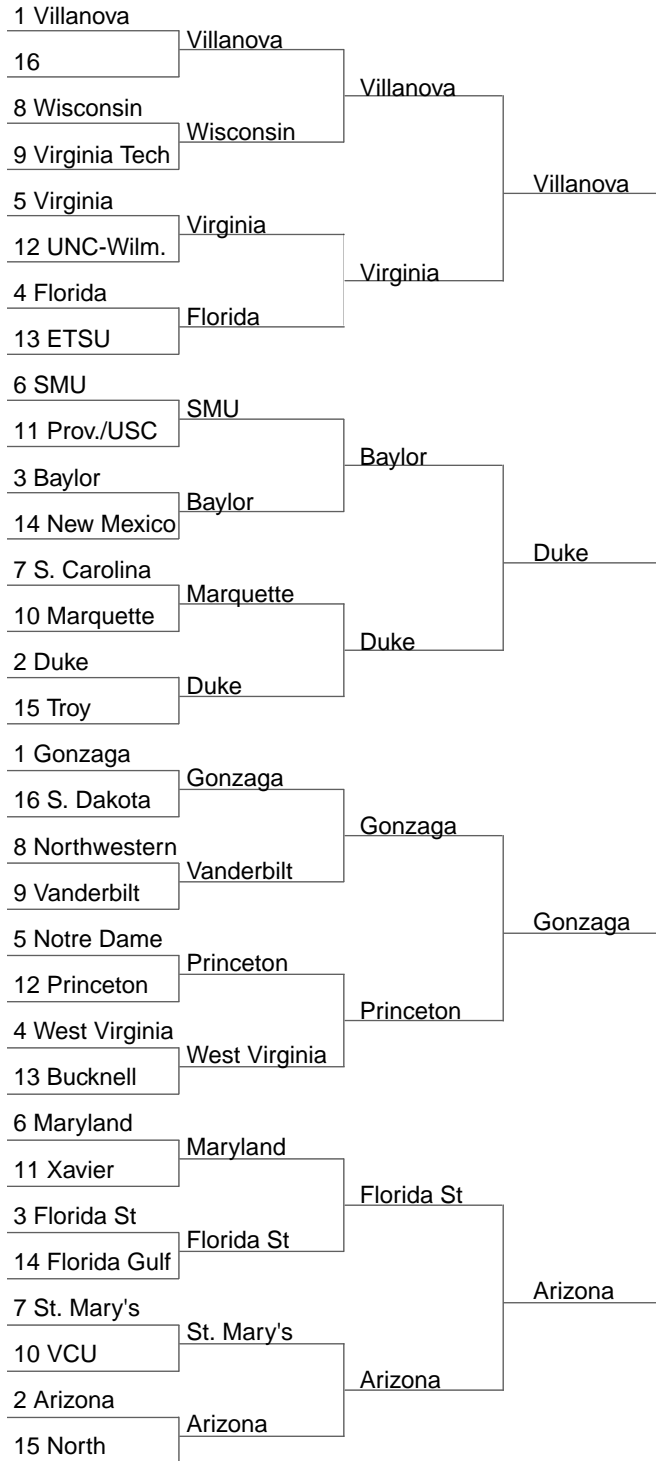 1 Villanova
Villanova
16
Villanova
8 Wisconsin
Wisconsin
9 Virginia Tech
Villanova
5 Virginia
Virginia
12 UNC-Wilm.
Virginia
4 Florida
Florida
13 ETSU
6 SMU
SMU
11 Prov./USC
Baylor
3 Baylor
Baylor
14 New Mexico
Duke
7 S. Carolina
Marquette
10 Marquette
Duke
2 Duke
Duke
15 Troy
1 Gonzaga
Gonzaga
16 S. Dakota
Gonzaga
8 Northwestern
Vanderbilt
9 Vanderbilt
Gonzaga
5 Notre Dame
Princeton
12 Princeton
Princeton
4 West Virginia
West Virginia
13 Bucknell
6 Maryland
Maryland
11 Xavier
Florida St
3 Florida St
Florida St
14 Florida Gulf
Arizona
7 St. Mary's
St. Mary's
10 VCU
Arizona
2 Arizona
Arizona
15 North